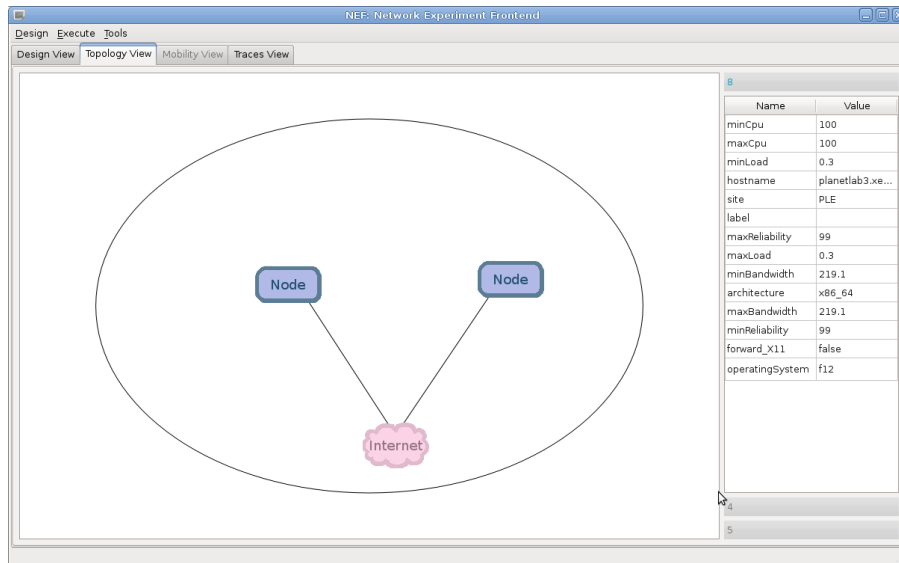 NEF: Network Experiment Frontend
Design Execute Tools
Design View Topology View Mobility View Traces View
8
Name Value
minCpu 100
maxCpu 100
minLoad 0.3
hostname planetlab3.xe...
site PLE
label
maxReliability 99
maxLoad 0.3
minBandwidth 219.1
architecture x86_64
maxBandwidth 219.1
minReliability 99
forward_X11 false
operatingSystem f12
Node
Node
Internet
4
5